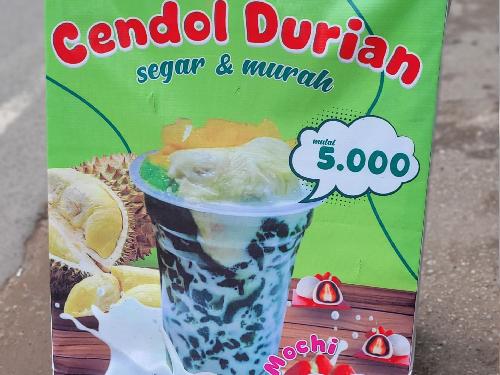 Cendol Durian
segar & murah
mulai
5.000
Mochi